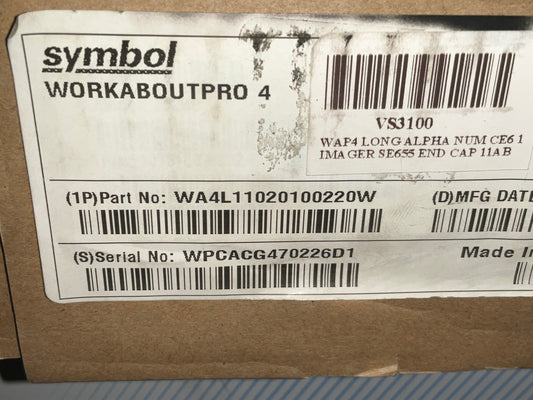 symbol
WORKABOUTPRO 4
VS3100
WAP4 LONG ALPHA NUM CE6 1
IMAGER SE655 END CAP 11AB
(1P)Part No: WA4L11020100220W
(D)MFG DATE
(S)Serial No: WPCACG470226D1
Made In